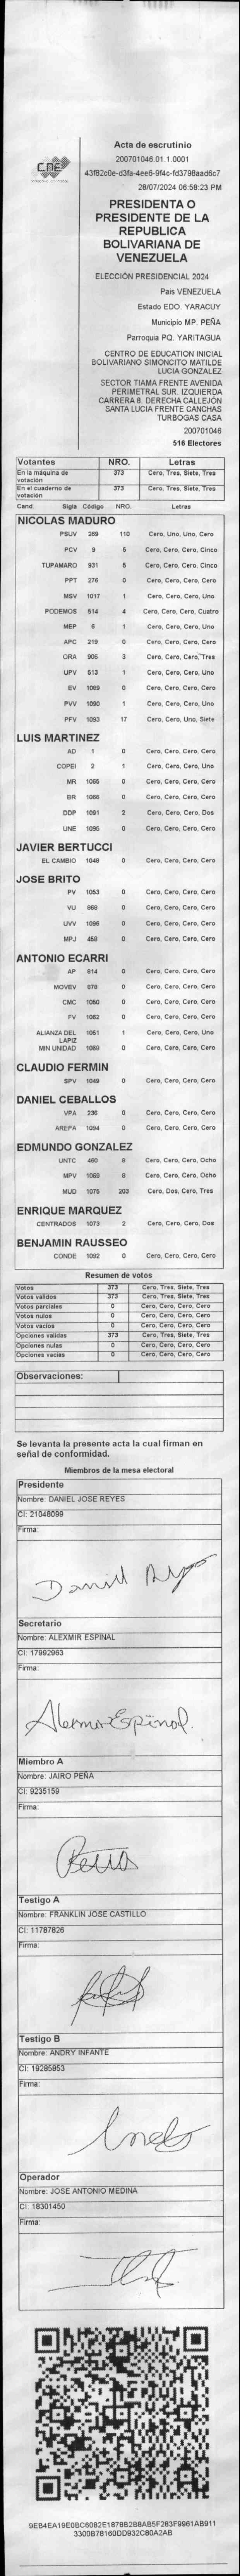 CNE
Acta de escrutinio
200701046.01.1.0001
43f82c0e-d3fa-4ee6-9f4c-fd3798aad6c7
28/07/2024 06:58:23 PM
PRESIDENTA O
PRESIDENTE DE LA
REPUBLICA
BOLIVARIANA DE
VENEZUELA
ELECCIÓN PRESIDENCIAL 2024
País VENEZUELA
Estado EDO. YARACUY
Municipio MP. PEÑA
Parroquia PQ. YARITAGUA
CENTRO DE EDUCATION INICIAL
BOLIVARIANO SIMONCITO MATILDE
LUCIA GONZALEZ
SECTOR TIAMA FRENTE AVENIDA
PERIMETRAL SUR. IZQUIERDA
CARRERA 8. DERECHA CALLEJÓN
SANTA LUCIA FRENTE CANCHAS
TURBOGAS CASA
200701046
516 Electores
Votantes NRO. Letras
En la máquina de votación 373 Cero, Tres, Siete, Tres
En el cuaderno de votación 373 Cero, Tres, Siete, Tres
Cand. Sigla Código NRO. Letras
NICOLAS MADURO
PSUV 269 110 Cero, Uno, Uno, Cero
PCV 9 5 Cero, Cero, Cero, Cinco
TUPAMARO 931 5 Cero, Cero, Cero, Cinco
PPT 276 0 Cero, Cero, Cero, Cero
MSV 1017 1 Cero, Cero, Cero, Uno
PODEMOS 514 4 Cero, Cero, Cero, Cuatro
MEP 6 1 Cero, Cero, Cero, Uno
APC 219 0 Cero, Cero, Cero, Cero
ORA 906 3 Cero, Cero, Cero, Tres
UPV 513 1 Cero, Cero, Cero, Uno
EV 1089 0 Cero, Cero, Cero, Cero
PVV 1090 1 Cero, Cero, Cero, Uno
PFV 1093 17 Cero, Cero, Uno, Siete
LUIS MARTINEZ
AD 1 0 Cero, Cero, Cero, Cero
COPEI 2 1 Cero, Cero, Cero, Uno
MR 1065 0 Cero, Cero, Cero, Cero
BR 1066 0 Cero, Cero, Cero, Cero
DDP 1091 2 Cero, Cero, Cero, Dos
UNE 1095 0 Cero, Cero, Cero, Cero
JAVIER BERTUCCI
EL CAMBIO 1048 0 Cero, Cero, Cero, Cero
JOSE BRITO
PV 1053 0 Cero, Cero, Cero, Cero
VU 868 0 Cero, Cero, Cero, Cero
UVV 1096 0 Cero, Cero, Cero, Cero
MPJ 458 0 Cero, Cero, Cero, Cero
ANTONIO ECARRI
AP 814 0 Cero, Cero, Cero, Cero
MOVEV 879 0 Cero, Cero, Cero, Cero
CMC 1050 0 Cero, Cero, Cero, Cero
FV 1062 0 Cero, Cero, Cero, Cero
ALIANZA DEL LAPIZ 1051 1 Cero, Cero, Cero, Uno
MIN UNIDAD 1069 0 Cero, Cero, Cero, Cero
CLAUDIO FERMIN
SPV 1049 0 Cero, Cero, Cero, Cero
DANIEL CEBALLOS
VPA 236 0 Cero, Cero, Cero, Cero
AREPA 1094 0 Cero, Cero, Cero, Cero
EDMUNDO GONZALEZ
UNTC 460 8 Cero, Cero, Cero, Ocho
MPV 1069 8 Cero, Cero, Cero, Ocho
MUD 1075 203 Cero, Dos, Cero, Tres
ENRIQUE MARQUEZ
CENTRADOS 1073 2 Cero, Cero, Cero, Dos
BENJAMIN RAUSSEO
CONDE 1092 0 Cero, Cero, Cero, Cero
Resumen de votos
Votos 373 Cero, Tres, Siete, Tres
Votos validos 373 Cero, Tres, Siete, Tres
Votos parciales 0 Cero, Cero, Cero, Cero
Votos nulos 0 Cero, Cero, Cero, Cero
Votos vacíos 0 Cero, Cero, Cero, Cero
Opciones validas 373 Cero, Tres, Siete, Tres
Opciones nulas 0 Cero, Cero, Cero, Cero
Opciones vacías 0 Cero, Cero, Cero, Cero
Observaciones:
Se levanta la presente acta la cual firman en
señal de conformidad.
Miembros de la mesa electoral
Presidente
Nombre: DANIEL JOSE REYES
CI: 21048099
Firma:
Daniel Reyes
Secretario
Nombre: ALEXMIR ESPINAL
CI: 17992963
Firma:
Alexmir Espinal
Miembro A
Nombre: JAIRO PEÑA
CI: 9235159
Firma:
Peña
Testigo A
Nombre: FRANKLIN JOSE CASTILLO
CI: 11787826
Firma:
Testigo B
Nombre: ANDRY INFANTE
CI: 19285853
Firma:
Operador
Nombre: JOSE ANTONIO MEDINA
CI: 18301450
Firma:
9EB4EA19E0BC6082E1878B2B8AB5F283F9961AB911
3300B78160DD932C80A2AB